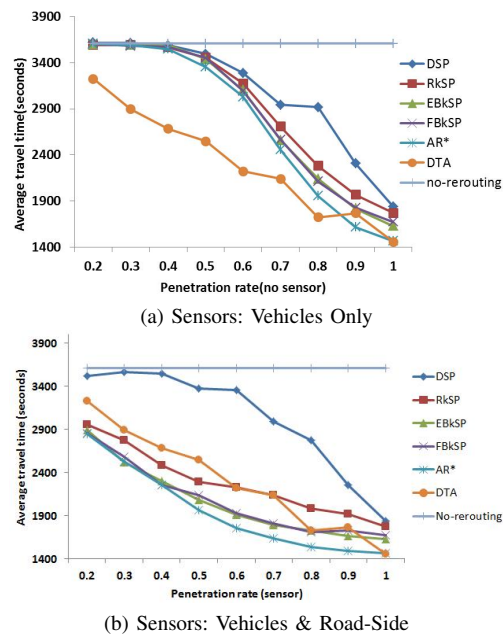 3900
3400
2900
2400
1900
1400
Average travel time(seconds)
DSP
RkSP
EBkSP
FBkSP
AR*
DTA
no-rerouting
0.2 0.3 0.4 0.5 0.6 0.7 0.8 0.9 1
Penetration rate(no sensor)
(a) Sensors: Vehicles Only
3900
3400
2900
2400
1900
1400
Average travel time (seconds)
DSP
RkSP
EBkSP
FBkSP
AR*
DTA
No-rerouting
0.2 0.3 0.4 0.5 0.6 0.7 0.8 0.9 1
Penetration rate (sensor)
(b) Sensors: Vehicles & Road-Side